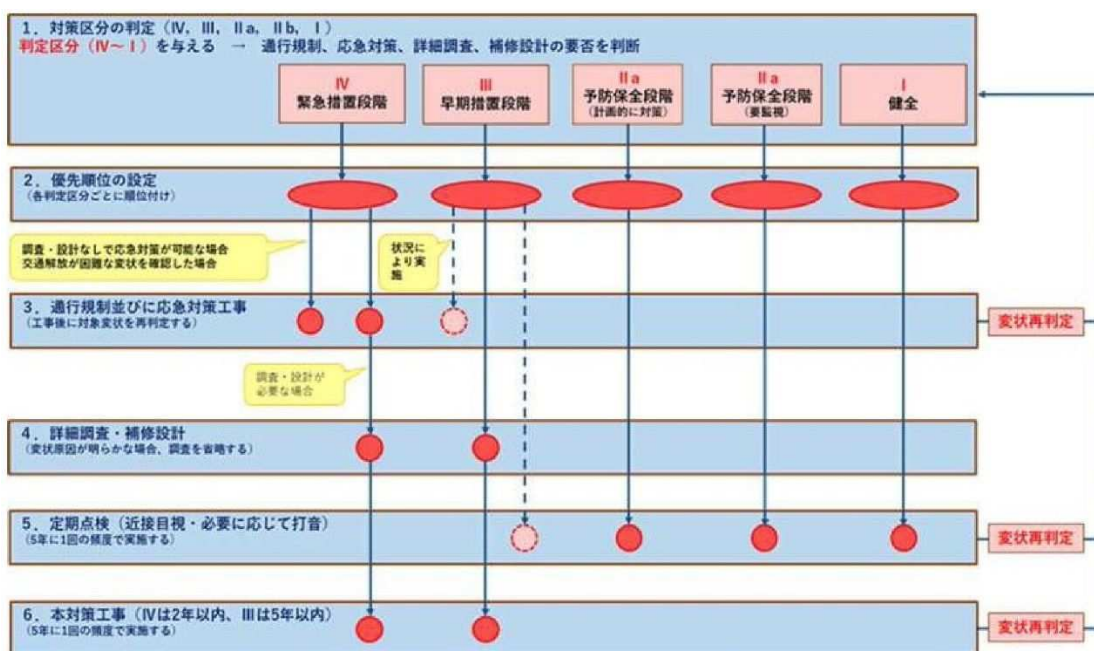 1．対策区分の判定（Ⅳ，Ⅲ，Ⅱa，Ⅱb，Ⅰ）
判定区分（Ⅳ～Ⅰ）を与える　→　通行規制、応急対策、詳細調査、補修設計の要否を判断
Ⅳ
緊急措置段階
Ⅲ
早期措置段階
Ⅱa
予防保全段階
（計画的に対策）
Ⅱa
予防保全段階
（要監視）
Ⅰ
健全
2．優先順位の設定
（各判定区分ごとに順位付け）
調査・設計なしで応急対策が可能な場合
交通解放が困難な変状を確認した場合
状況に
より実
施
3．通行規制並びに応急対策工事
（工事後に対象変状を再判定する）
変状再判定
調査・設計が
必要な場合
4．詳細調査・補修設計
（変状原因が明らかな場合、調査を省略する）
5．定期点検（近接目視・必要に応じて打音）
（5年に1回の頻度で実施する）
変状再判定
6．本対策工事（Ⅳは2年以内、Ⅲは5年以内）
（5年に1回の頻度で実施する）
変状再判定